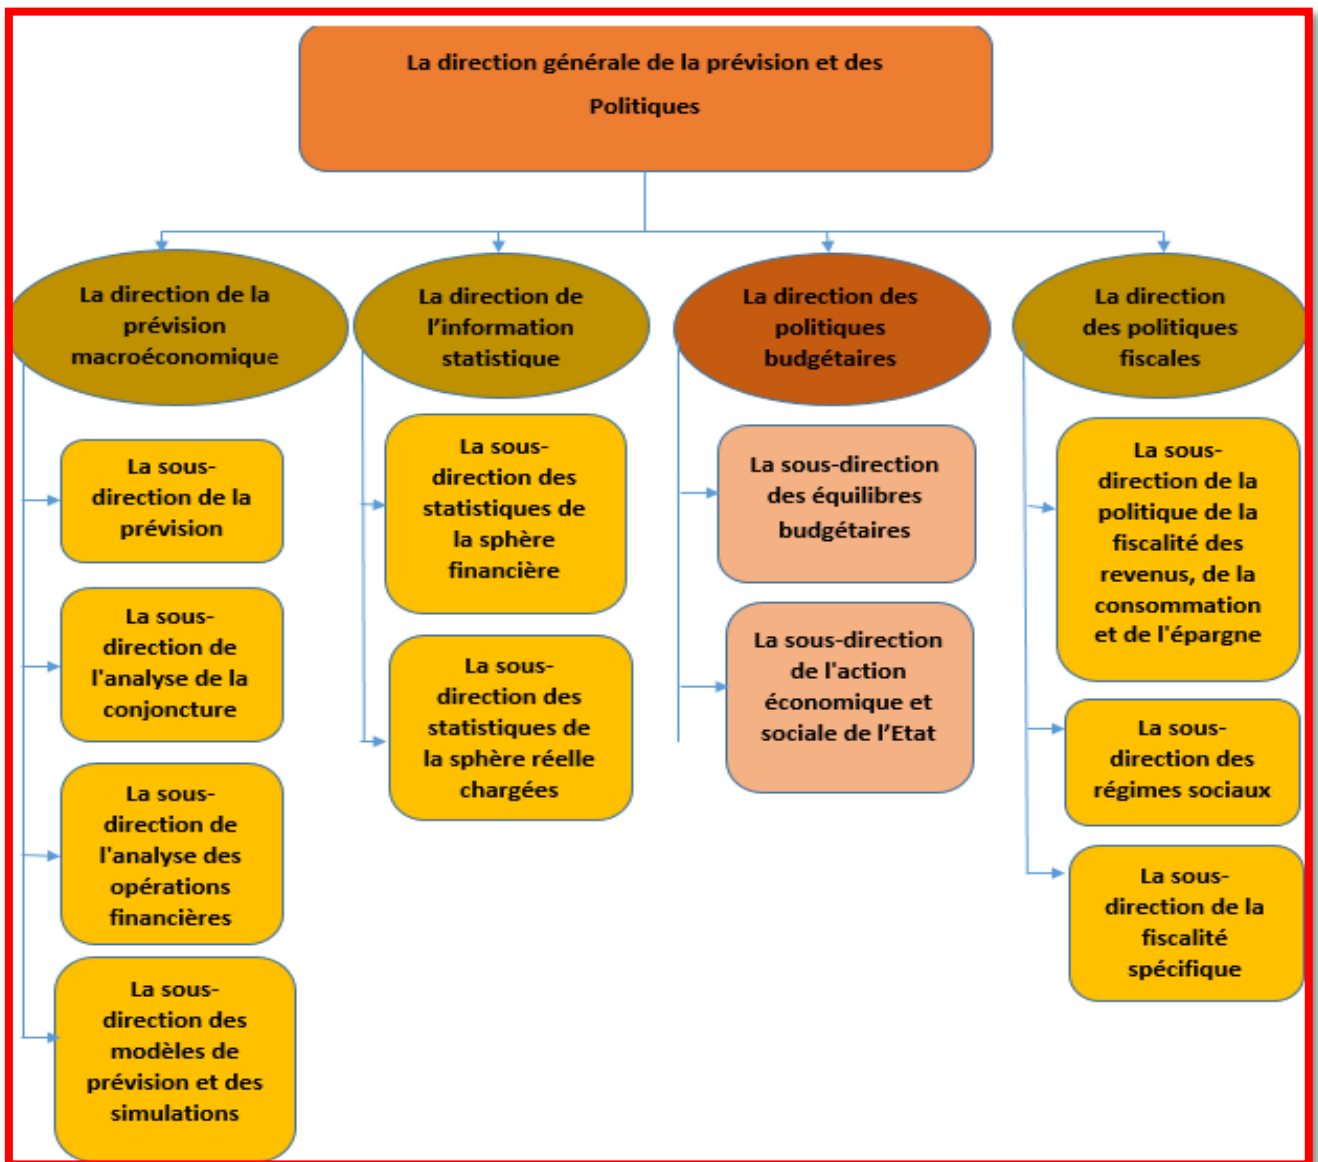 La direction générale de la prévision et des
Politiques
La direction de la
prévision
macroéconomique
La direction de
l’information
statistique
La direction des
politiques
budgétaires
La direction
des politiques
fiscales
La sous-
direction de la
prévision
La sous-
direction de
l'analyse de la
conjoncture
La sous-
direction de
l'analyse des
opérations
financières
La sous-
direction des
modèles de
prévision et des
simulations
La sous-
direction des
statistiques de
la sphère
financière
La sous-
direction des
statistiques de
la sphère réelle
chargées
La sous-direction
des équilibres
budgétaires
La sous-direction
de l'action
économique et
sociale de l’Etat
La sous-
direction de la
politique de la
fiscalité des
revenus, de la
consommation
et de l'épargne
La sous-
direction des
régimes sociaux
La sous-
direction de la
fiscalité
spécifique